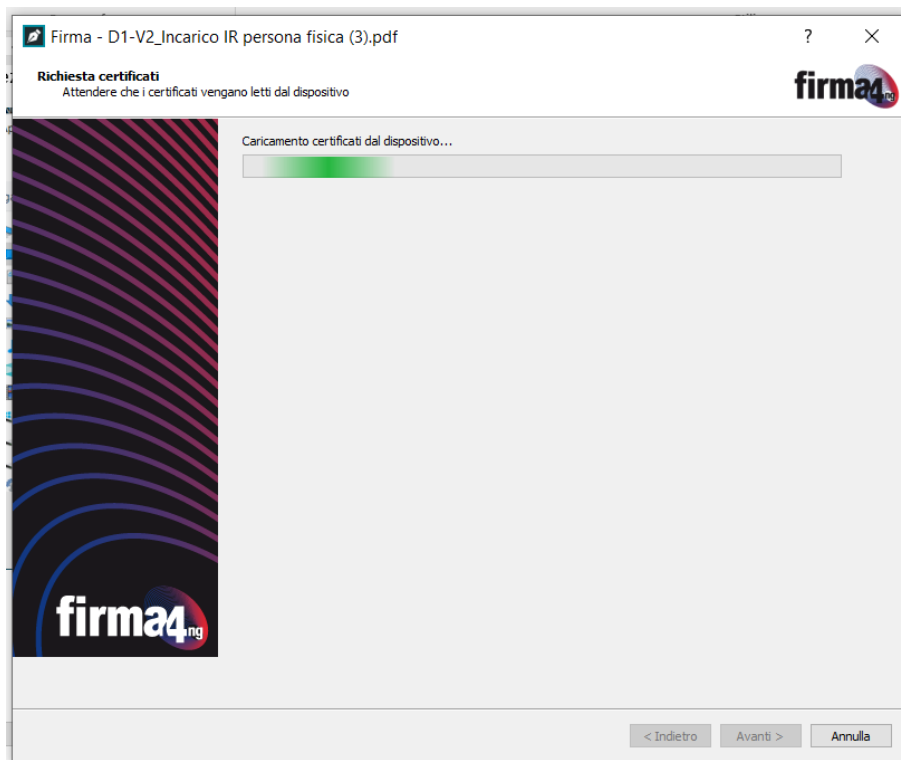 Firma - D1-V2_Incarico IR persona fisica (3).pdf
?
Richiesta certificati
Attendere che i certificati vengano letti dal dispositivo
firma4ng
Caricamento certificati dal dispositivo...
firma4ng
< Indietro
Avanti >
Annulla